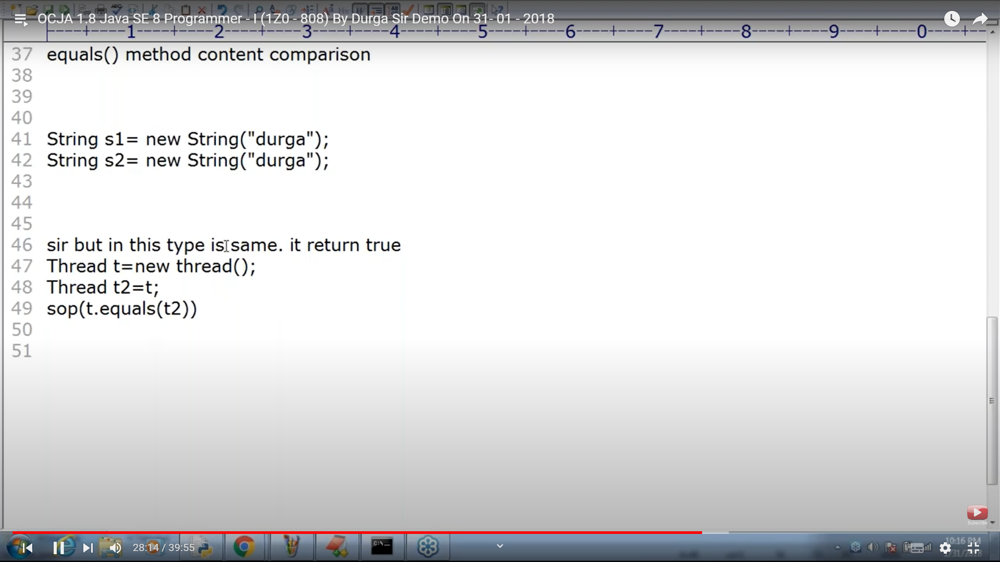 OCJA 1.8 Java SE 8 Programmer - I (1Z0 - 808) By Durga Sir Demo On 31- 01 - 2018
----+----1----+----2----+----3----+----4----+----5----+----6----+----7----+----8----+----9----+----0----+--
37 equals() method content comparison
38
39
40
41 String s1= new String("durga");
42 String s2= new String("durga");
43
44
45
46 sir but in this type is same. it return true
47 Thread t=new thread();
48 Thread t2=t;
49 sop(t.equals(t2))
50
51
Subscribe
28:14 / 39:55
C:\
10:16 PM
1/31/2018